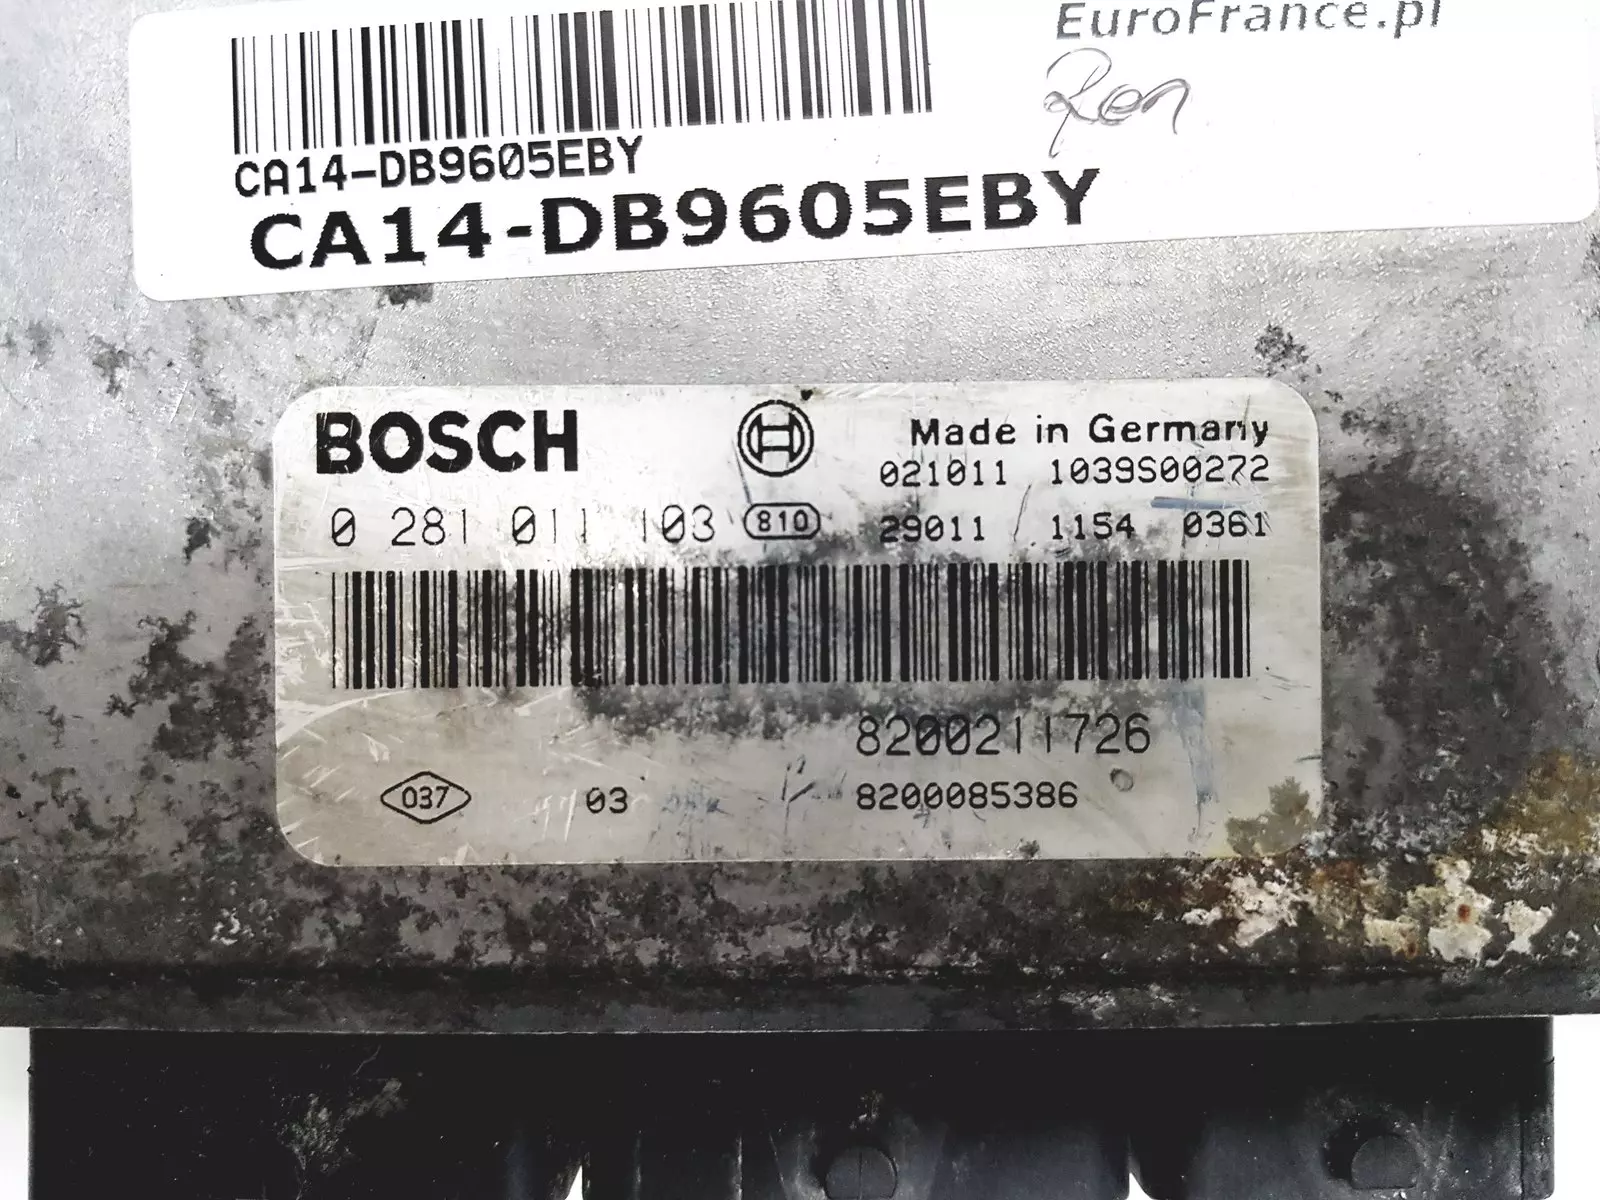 EuroFrance.pl
Ren
CA14-DB9605EBY
CA14-DB9605EBY
BOSCH
Made in Germany
021011 1039S00272
0 281 011 103 810 29011 1154 0361
8200211726
037 03 8200085386